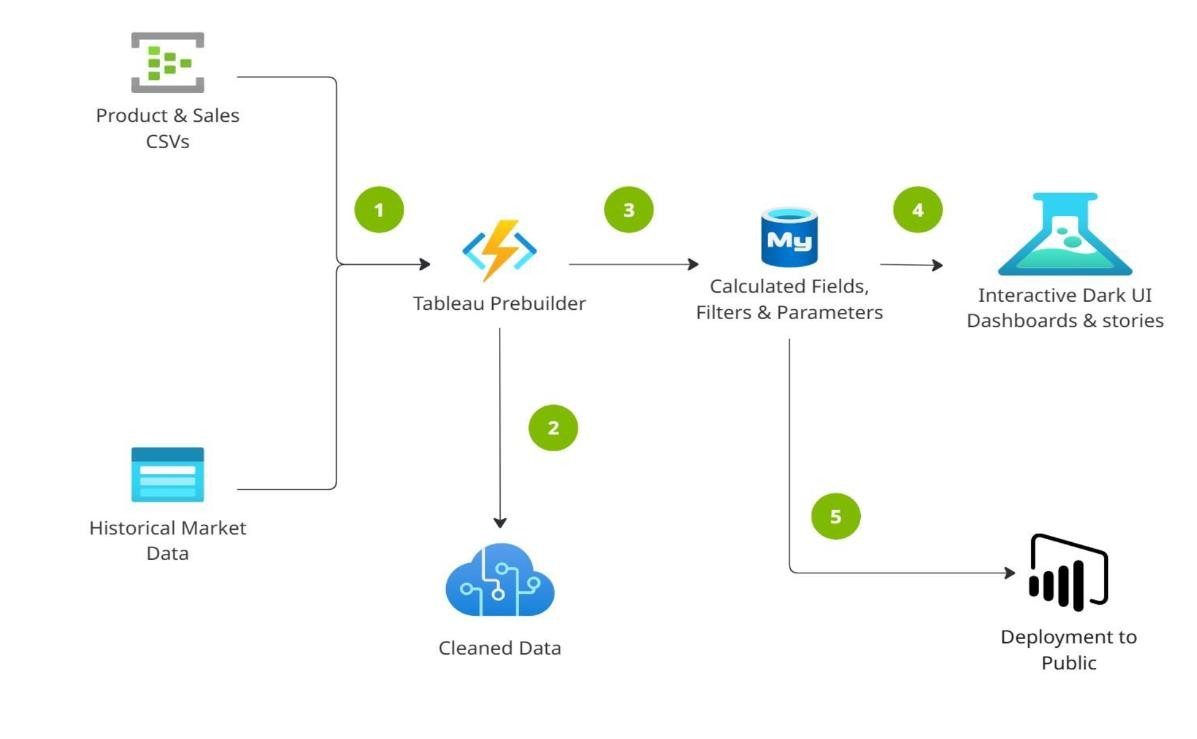 Product & Sales
CSVs
1
3
4
My
Tableau Prebuilder
Calculated Fields,
Filters & Parameters
Interactive Dark UI
Dashboards & stories
2
5
Historical Market
Data
Cleaned Data
Deployment to
Public